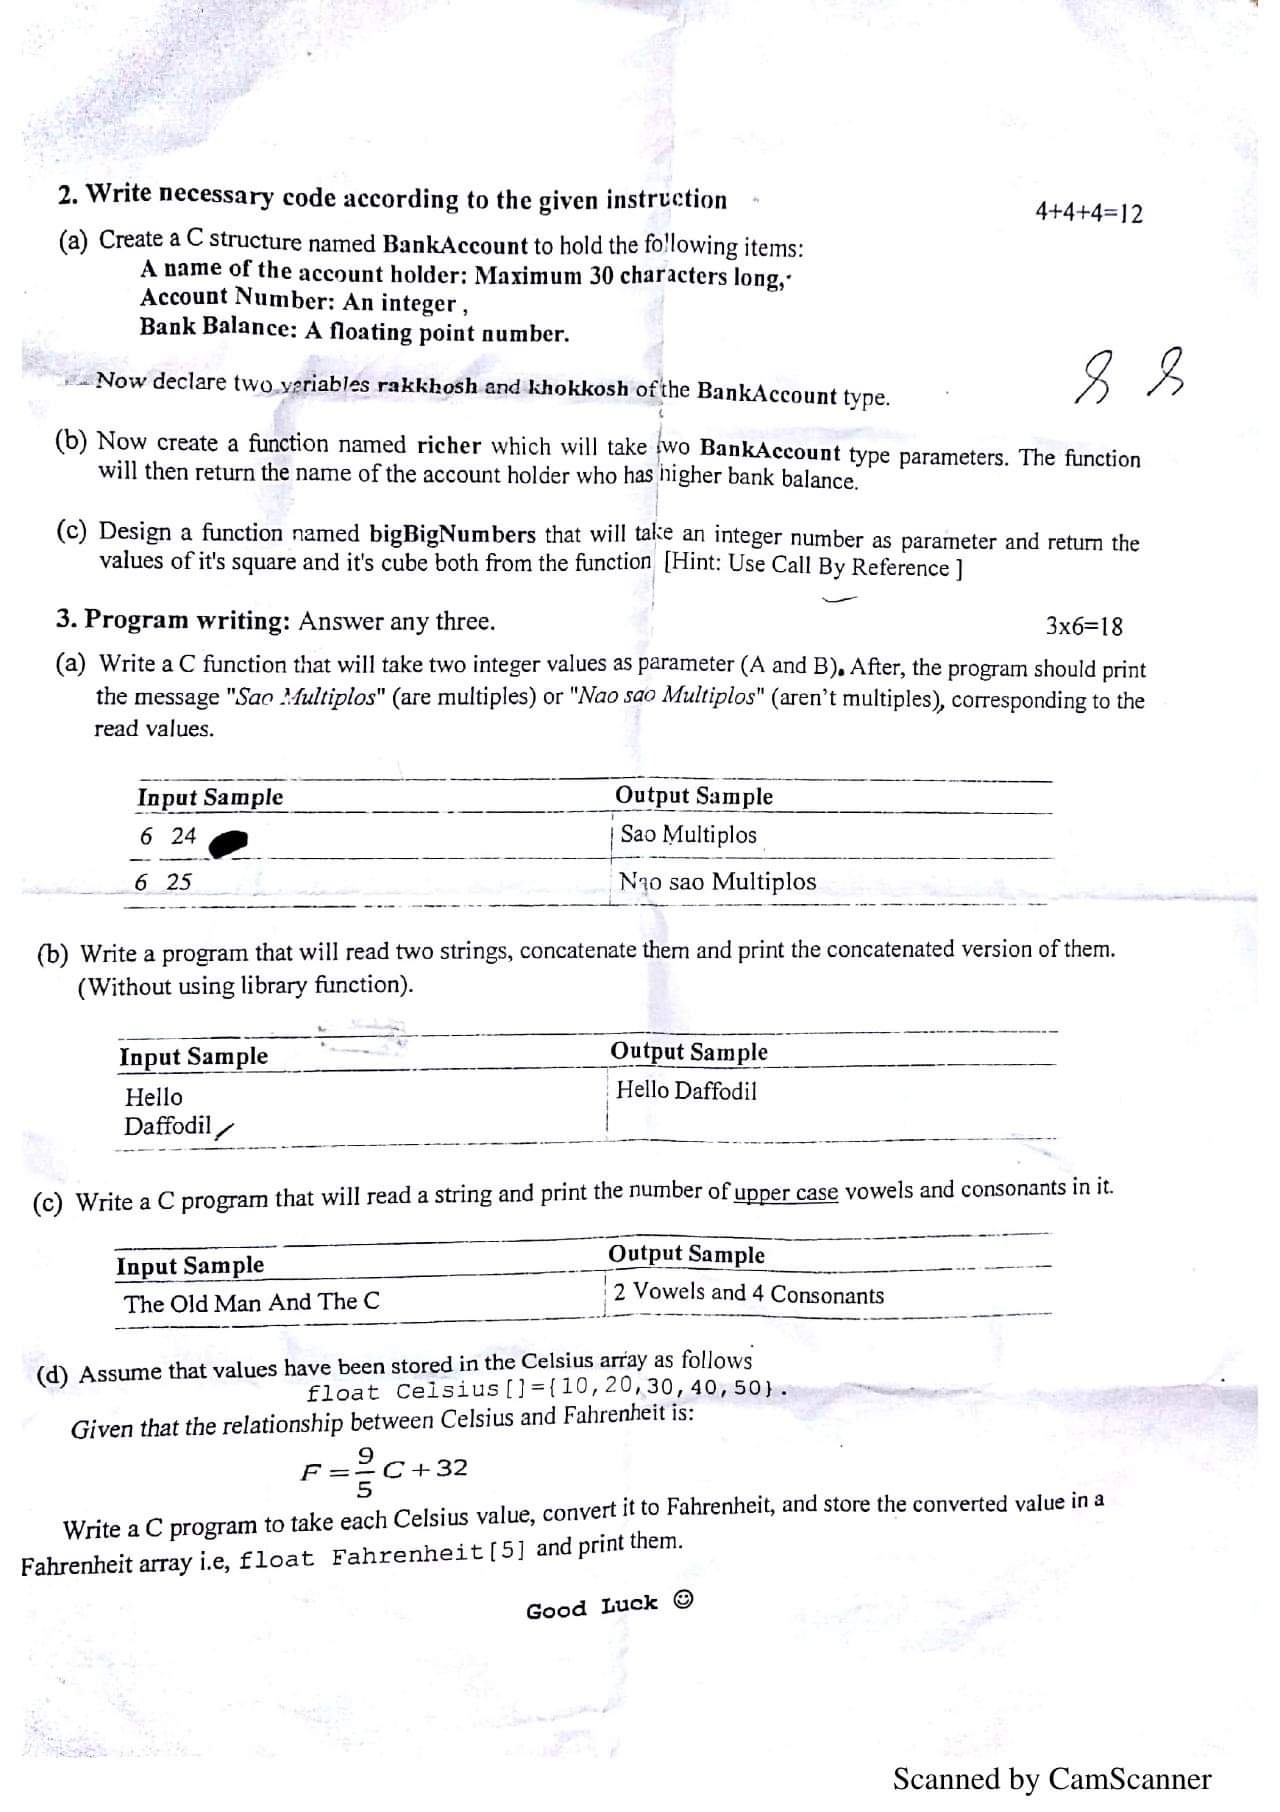 2. Write necessary code according to the given instruction
4+4+4=12
(a) Create a C structure named BankAccount to hold the following items:
A name of the account holder: Maximum 30 characters long,
Account Number: An integer ,
Bank Balance: A floating point number.
Now declare two variables rakkhosh and khokkosh of the BankAccount type.
(b) Now create a function named richer which will take two BankAccount type parameters. The function
will then return the name of the account holder who has higher bank balance.
(c) Design a function named bigBigNumbers that will take an integer number as parameter and return the
values of it's square and it's cube both from the function [Hint: Use Call By Reference ]
3. Program writing: Answer any three.
3x6=18
(a) Write a C function that will take two integer values as parameter (A and B). After, the program should print
the message "Sao Multiplos" (are multiples) or "Nao sao Multiplos" (aren't multiples), corresponding to the
read values.
Input Sample Output Sample
6 24 Sao Multiplos
6 25 Nao sao Multiplos
(b) Write a program that will read two strings, concatenate them and print the concatenated version of them.
(Without using library function).
Input Sample Output Sample
Hello Hello Daffodil
Daffodil
(c) Write a C program that will read a string and print the number of upper case vowels and consonants in it.
Input Sample Output Sample
The Old Man And The C 2 Vowels and 4 Consonants
(d) Assume that values have been stored in the Celsius array as follows
float Celsius[]={10,20,30,40,50}.
Given that the relationship between Celsius and Fahrenheit is:
F = 9/5 C + 32
Write a C program to take each Celsius value, convert it to Fahrenheit, and store the converted value in a
Fahrenheit array i.e, float Fahrenheit[5] and print them.
Good Luck ☺
Scanned by CamScanner